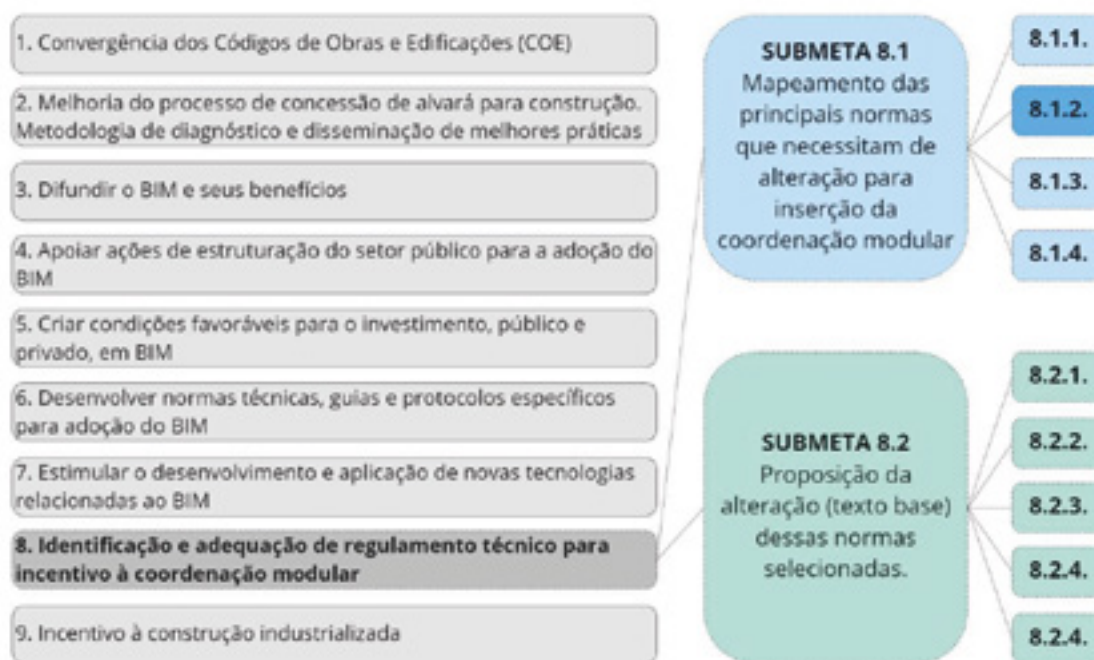 1. Convergência dos Códigos de Obras e Edificações (COE)
2. Melhoria do processo de concessão de alvará para construção.
Metodologia de diagnóstico e disseminação de melhores práticas
3. Difundir o BIM e seus benefícios
4. Apoiar ações de estruturação do setor público para a adoção do
BIM
5. Criar condições favoráveis para o investimento, público e
privado, em BIM
6. Desenvolver normas técnicas, guias e protocolos específicos
para adoção do BIM
7. Estimular o desenvolvimento e aplicação de novas tecnologias
relacionadas ao BIM
8. Identificação e adequação de regulamento técnico para
incentivo à coordenação modular
9. Incentivo à construção industrializada
SUBMETA 8.1
Mapeamento das
principais normas
que necessitam de
alteração para
inserção da
coordenação modular
8.1.1.
8.1.2.
8.1.3.
8.1.4.
SUBMETA 8.2
Proposição da
alteração (texto base)
dessas normas
selecionadas.
8.2.1.
8.2.2.
8.2.3.
8.2.4.
8.2.4.